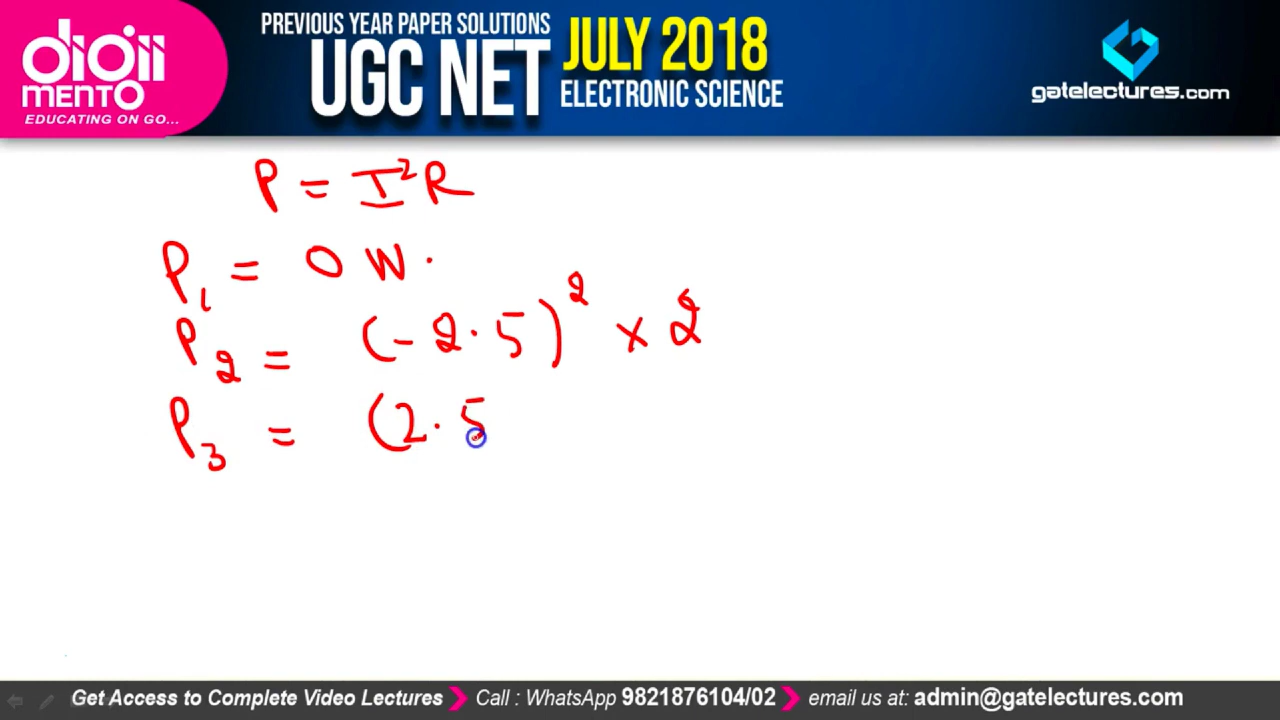 digiimento
EDUCATING ON GO...
PREVIOUS YEAR PAPER SOLUTIONS
UGC NET JULY 2018
ELECTRONIC SCIENCE
gatelectures.com
P = I²R
P₁ = 0 W.
P₂ = (-2.5)² × 2
P₃ = (2.5
Get Access to Complete Video Lectures Call : WhatsApp 9821876104/02 email us at: admin@gatelectures.com